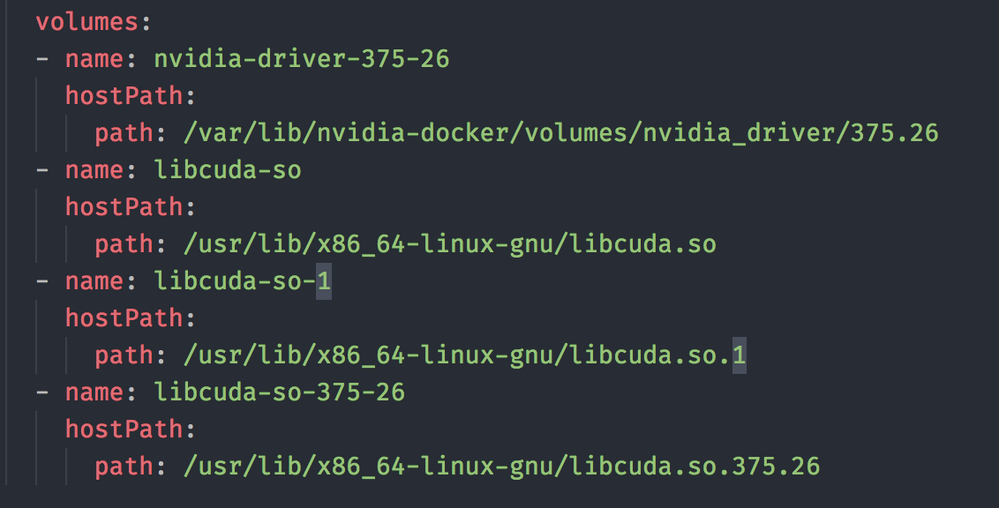 volumes:
- name: nvidia-driver-375-26
  hostPath:
    path: /var/lib/nvidia-docker/volumes/nvidia_driver/375.26
- name: libcuda-so
  hostPath:
    path: /usr/lib/x86_64-linux-gnu/libcuda.so
- name: libcuda-so-1
  hostPath:
    path: /usr/lib/x86_64-linux-gnu/libcuda.so.1
- name: libcuda-so-375-26
  hostPath:
    path: /usr/lib/x86_64-linux-gnu/libcuda.so.375.26